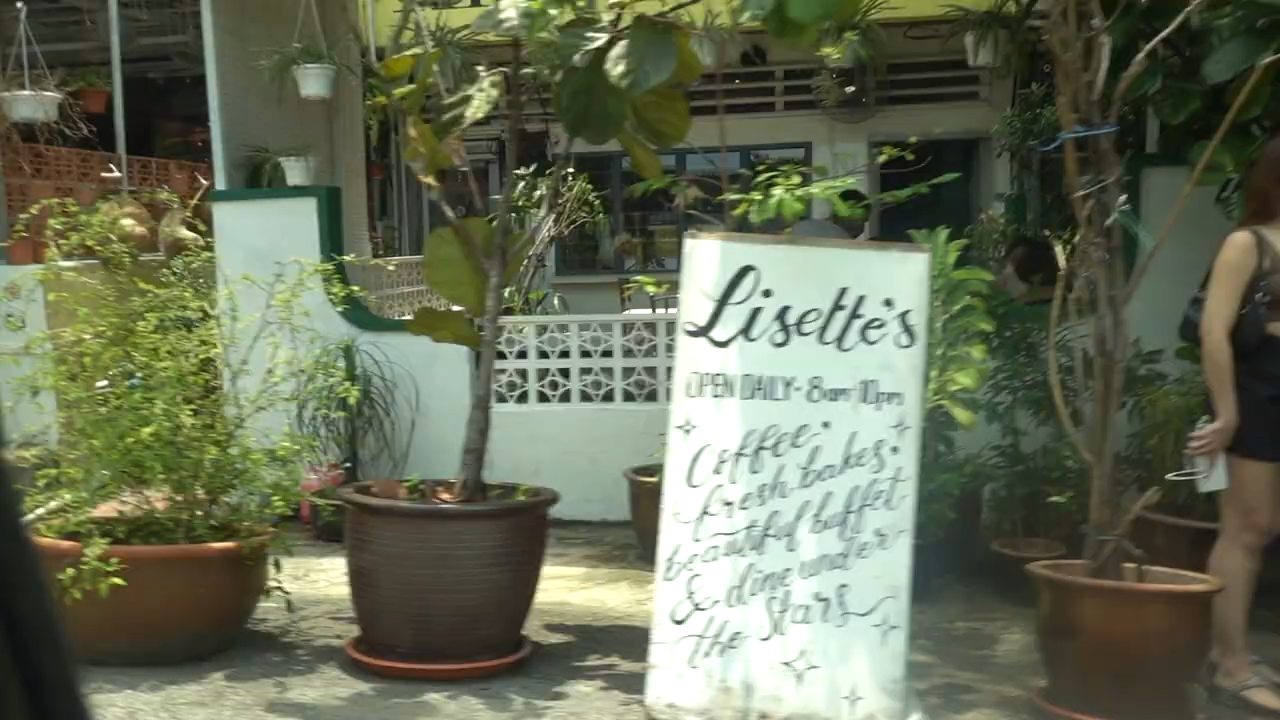 Lisette's
OPEN DAILY - 8am-10pm
Coffee •
fresh bakes •
beautiful buffet
& dine under
the stars